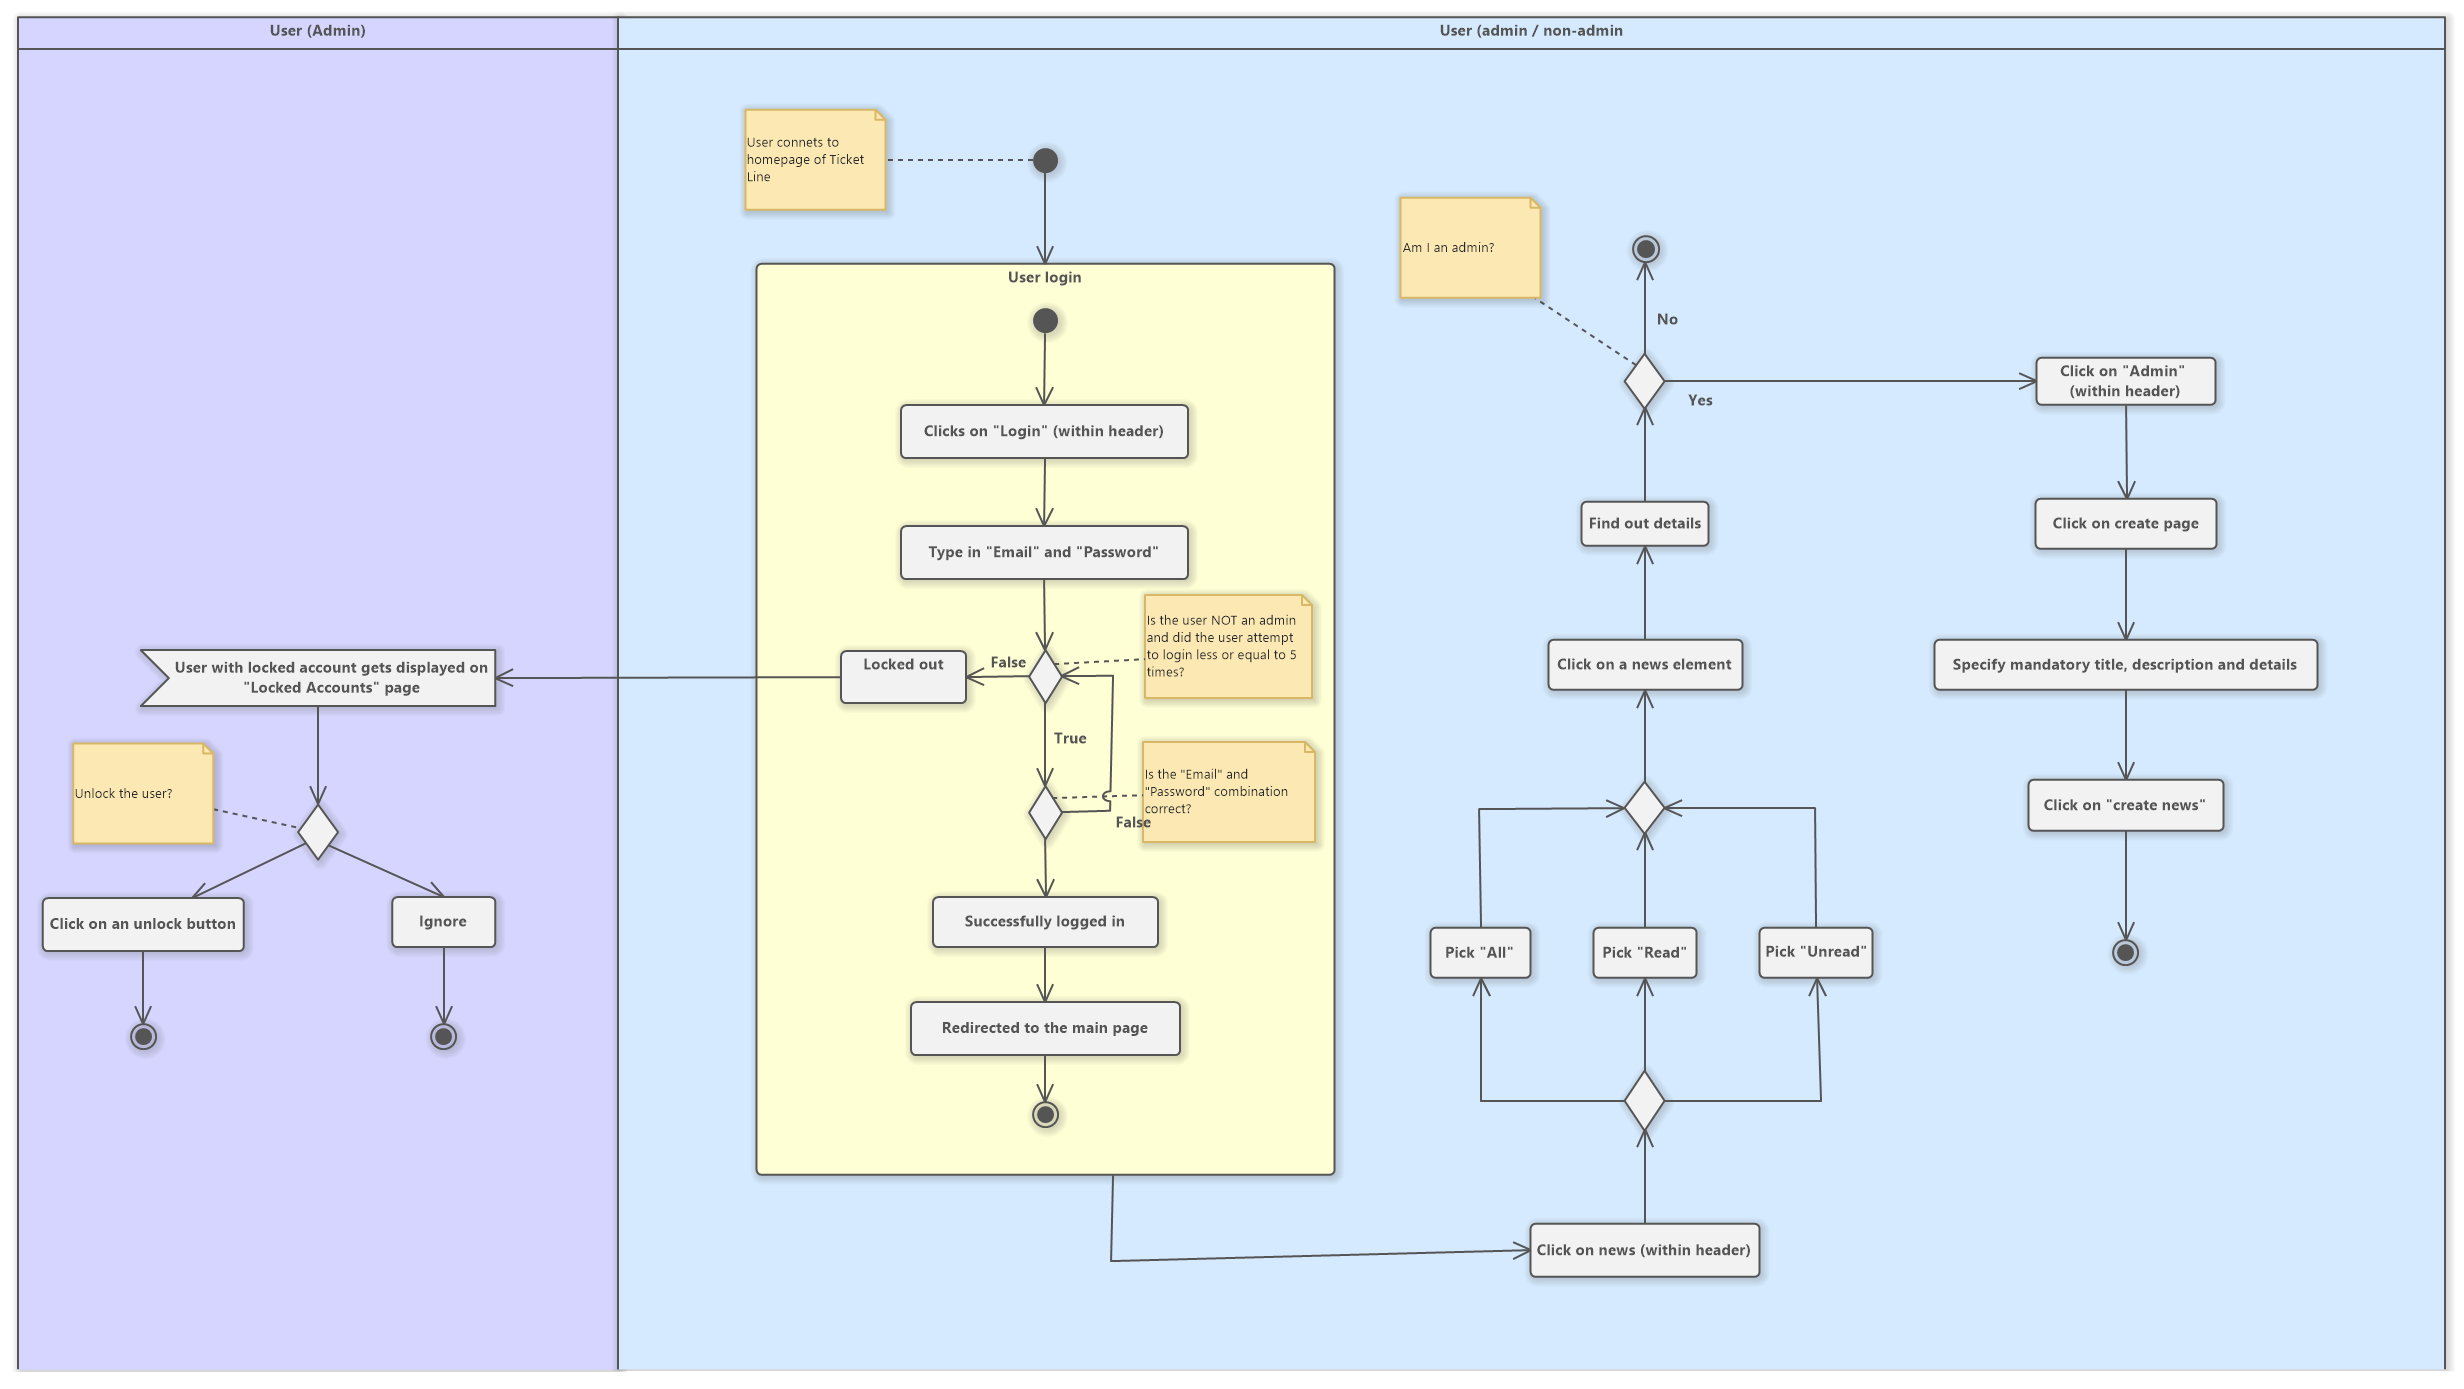 User (Admin)
User (admin / non-admin
User connets to
homepage of Ticket
Line
User login
Clicks on "Login" (within header)
Type in "Email" and "Password"
Is the user NOT an admin
and did the user attempt
to login less or equal to 5
times?
False
Locked out
True
Is the "Email" and
"Password" combination
correct?
False
Successfully logged in
Redirected to the main page
User with locked account gets displayed on
"Locked Accounts" page
Unlock the user?
Click on an unlock button
Ignore
Am I an admin?
No
Yes
Click on "Admin"
(within header)
Find out details
Click on create page
Click on a news element
Specify mandatory title, description and details
Click on "create news"
Pick "All"
Pick "Read"
Pick "Unread"
Click on news (within header)